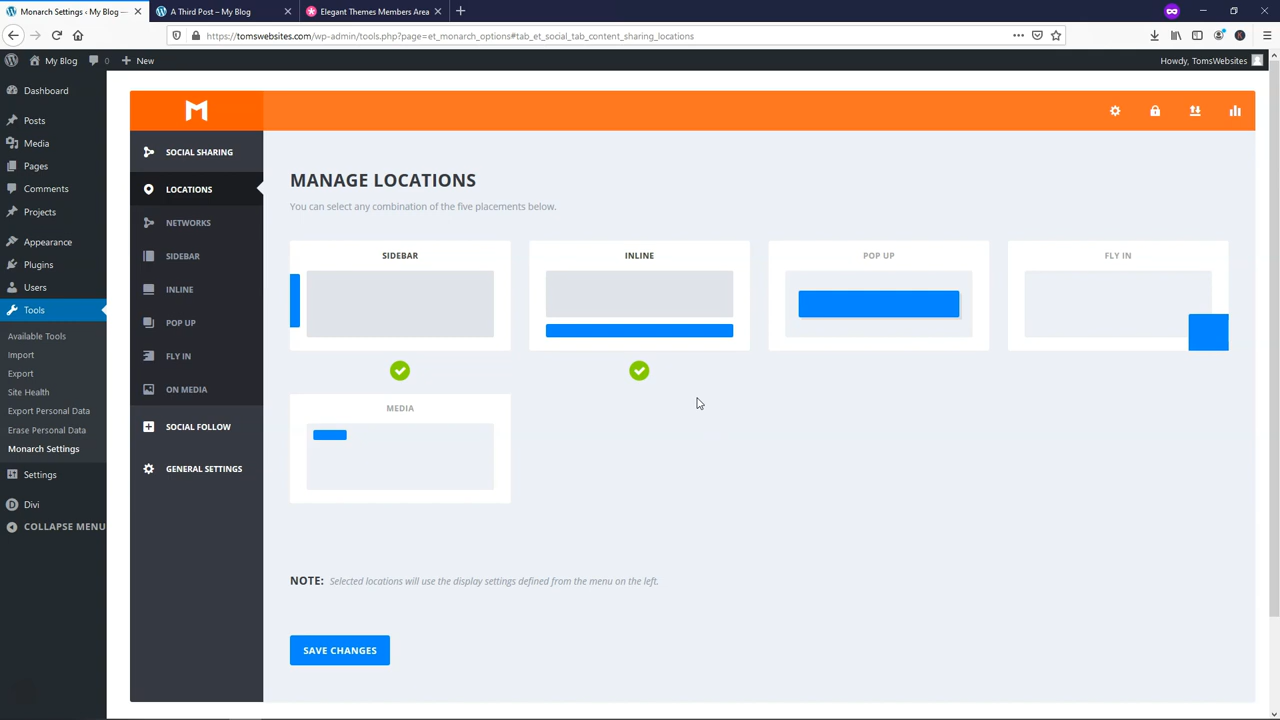 Monarch Settings ‹ My Blog —
A Third Post – My Blog
Elegant Themes Members Area
https://tomswebsites.com/wp-admin/tools.php?page=et_monarch_options#tab_et_social_tab_content_sharing_locations
My Blog
0
New
Howdy, TomsWebsites
Dashboard
Posts
Media
Pages
Comments
Projects
Appearance
Plugins
Users
Tools
Available Tools
Import
Export
Site Health
Export Personal Data
Erase Personal Data
Monarch Settings
Settings
Divi
COLLAPSE MENU
SOCIAL SHARING
LOCATIONS
NETWORKS
SIDEBAR
INLINE
POP UP
FLY IN
ON MEDIA
SOCIAL FOLLOW
GENERAL SETTINGS
MANAGE LOCATIONS
You can select any combination of the five placements below.
SIDEBAR
INLINE
POP UP
FLY IN
MEDIA
NOTE: Selected locations will use the display settings defined from the menu on the left.
SAVE CHANGES